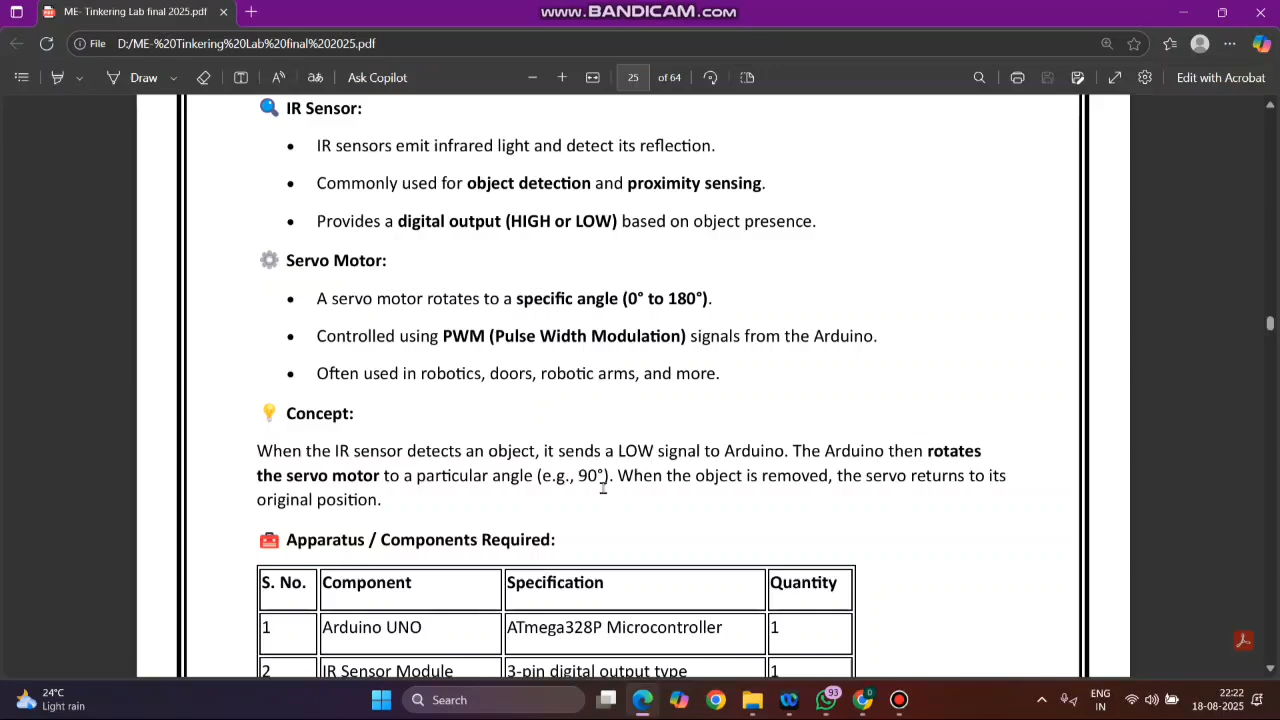 ME- Tinkering Lab final 2025.pdf
www.BANDICAM.com
File
D:/ME-%20Tinkering%20Lab%20final%202025.pdf
Draw
Ask Copilot
25
of 64
Edit with Acrobat
IR Sensor:
• IR sensors emit infrared light and detect its reflection.
• Commonly used for object detection and proximity sensing.
• Provides a digital output (HIGH or LOW) based on object presence.
Servo Motor:
• A servo motor rotates to a specific angle (0° to 180°).
• Controlled using PWM (Pulse Width Modulation) signals from the Arduino.
• Often used in robotics, doors, robotic arms, and more.
Concept:
When the IR sensor detects an object, it sends a LOW signal to Arduino. The Arduino then rotates
the servo motor to a particular angle (e.g., 90°). When the object is removed, the servo returns to its
original position.
Apparatus / Components Required:
S. No. Component Specification Quantity
1 Arduino UNO ATmega328P Microcontroller 1
2 IR Sensor Module 3-pin digital output type 1
24°C
Light rain
Search
93
0
ENG
IN
22:22
18-08-2025